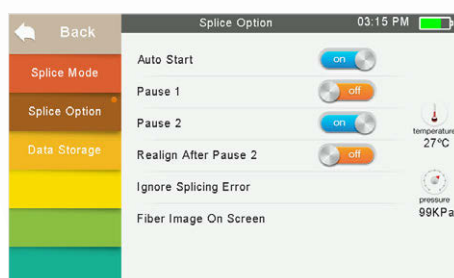 Back
Splice Option
03:15 PM
Splice Mode
Splice Option
Data Storage
Auto Start
on
Pause 1
off
Pause 2
on
Realign After Pause 2
off
Ignore Splicing Error
Fiber Image On Screen
temperature
27°C
pressure
99KPa